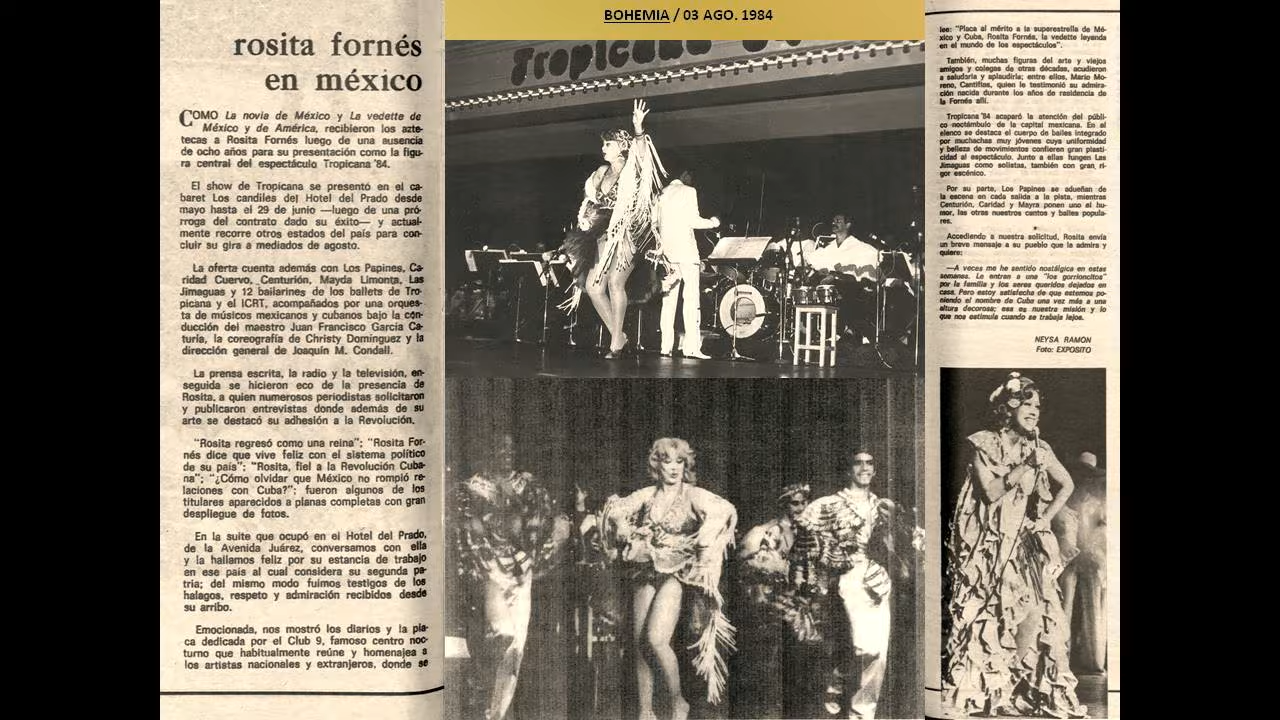 BOHEMIA / 03 AGO. 1984
rosita fornés
en méxico
COMO La novia de México y La vedette de
México y de América, recibieron los azte-
tecas a Rosita Fornés luego de una ausencia
de ocho años para su presentación como la figu-
ra central del espectáculo Tropicana '84.
El show de Tropicana se presentó en el ca-
baret Los candiles del Hotel del Prado desde
mayo hasta el 29 de junio —luego de una pró-
rroga del contrato dado su éxito— y actual-
mente recorre otros estados del país para con-
cluir su gira a mediados de agosto.
La oferta cuenta además con Los Papines, Ca-
ridad Cuervo, Centurión, Mayda Limonta, Las
Jimaguas y 12 bailarines de los ballets de Tro-
picana y el ICRT, acompañados por una orques-
ta de músicos mexicanos y cubanos bajo la con-
ducción del maestro Juan Francisco García Ca-
turla, la coreografía de Christy Domínguez y la
dirección general de Joaquín M. Condall.
La prensa escrita, la radio y la televisión, en-
seguida se hicieron eco de la presencia de
Rosita, a quien numerosos periodistas solicitaron
y publicaron entrevistas donde además de su
arte se destacó su adhesión a la Revolución.
"Rosita regresó como una reina"; "Rosita For-
nés dice que vive feliz con el sistema político
de su país"; "Rosita, fiel a la Revolución Cuba-
na"; "¿Cómo olvidar que México no rompió re-
laciones con Cuba?"; fueron algunos de los
titulares aparecidos a planas completas con gran
despliegue de fotos.
En la suite que ocupó en el Hotel del Prado,
de la Avenida Juárez, conversamos con ella
y la hallamos feliz por su estancia de trabajo
en ese país al cual considera su segunda pa-
tria; del mismo modo fuimos testigos de los
halagos, respeto y admiración recibidos desde
su arribo.
Emocionada, nos mostró los diarios y la pla-
ca dedicada por el Club 9, famoso centro noc-
turno que habitualmente reúne y homenajea a
los artistas nacionales y extranjeros, donde se
Tropicana
lee: "Placa al mérito a la superestrella de Mé-
xico y Cuba, Rosita Fornés, la vedette leyenda
en el mundo de los espectáculos".
También, muchas figuras del arte y viejos
amigos y colegas de otras décadas, acudieron
a saludarla y aplaudirla; entre ellos, Mario Mo-
reno, Cantiflas, quien le testimonió su admira-
ción nacida durante los años de residencia de
la Fornés allí.
Tropicana '84 acaparó la atención del públi-
co noctámbulo de la capital mexicana. En el
elenco se destaca el cuerpo de bailes integrado
por muchachas muy jóvenes cuya uniformidad
y belleza de movimientos confieren gran plasti-
cidad al espectáculo. Junto a ellas fungen Las
Jimaguas como solistas, también con gran ri-
gor escénico.
Por su parte, Los Papines se adueñan de
la escena en cada salida a la pista, mientras
Centurión, Caridad y Mayra ponen uno el hu-
mor, las otras nuestros cantos y bailes popula-
res.
Accediendo a nuestra solicitud, Rosita envía
un breve mensaje a su pueblo que la admira y
quiere:
—A veces me he sentido nostálgica en estas
semanas. Le entran a una "los gorrioncitos"
por la familia y los seres queridos dejados en
casa. Pero estoy satisfecha de que estemos po-
niendo el nombre de Cuba una vez más a una
altura decorosa; esa es nuestra misión y lo
que nos estimula cuando se trabaja lejos.
NEYSA RAMON
Foto: EXPOSITO